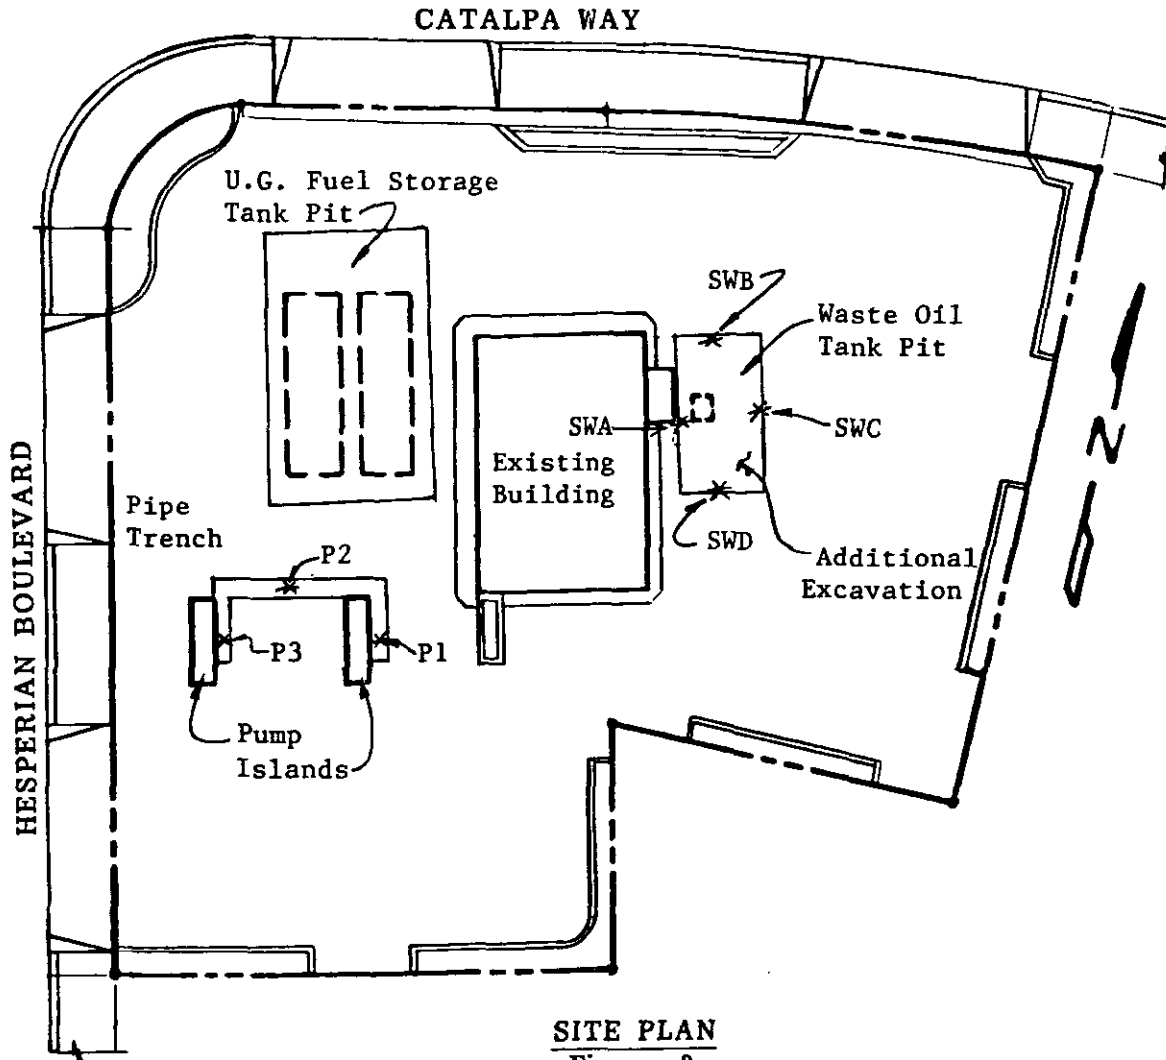 CATALPA WAY
U.G. Fuel Storage
Tank Pit
SWB
Waste Oil
Tank Pit
SWA
SWC
Existing
Building
HESPERIAN BOULEVARD
Pipe
Trench
SWD
P2
Additional
Excavation
P3
P1
Pump
Islands
N
SITE PLAN